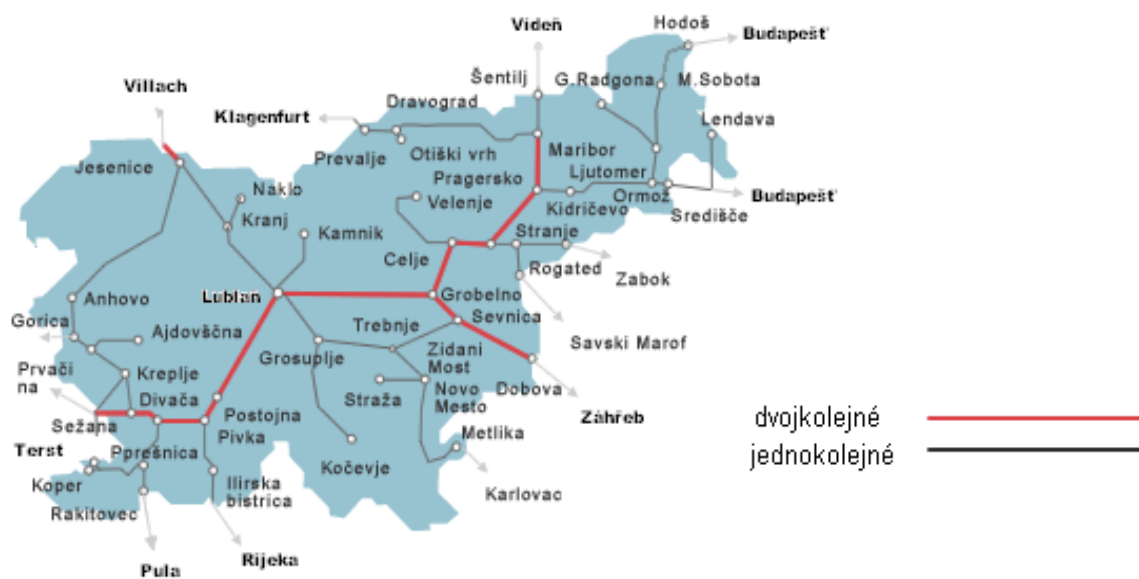 Hodoš
Vídeň
Budapešť
Šentilj
G.Radgona
M.Sobota
Villach
Dravograd
Lendava
Klagenfurt
Prevalje
Otiški vrh
Maribor
Jesenice
Ljutomer
Pragersko
Budapešť
Naklo
Velenje
Kidričevo
Ormož
Središče
Kranj
Kamnik
Stranje
Celje
Rogated
Zabok
Anhovo
Lublaň
Grobelno
Gorica
Ajdovščna
Trebnje
Sevnica
Savski Marof
Grosuplje
Zidani
Most
Prvači
na
Kreplje
Straža
Novo
Mesto
Dobova
Divača
Postojna
Záhřeb
dvojkolejné
Sežana
Pivka
Metlika
Terst
Pprešnica
Kočevje
jednokolejné
Koper
Ilirska
bistrica
Karlovac
Rakitovec
Rijeka
Pula